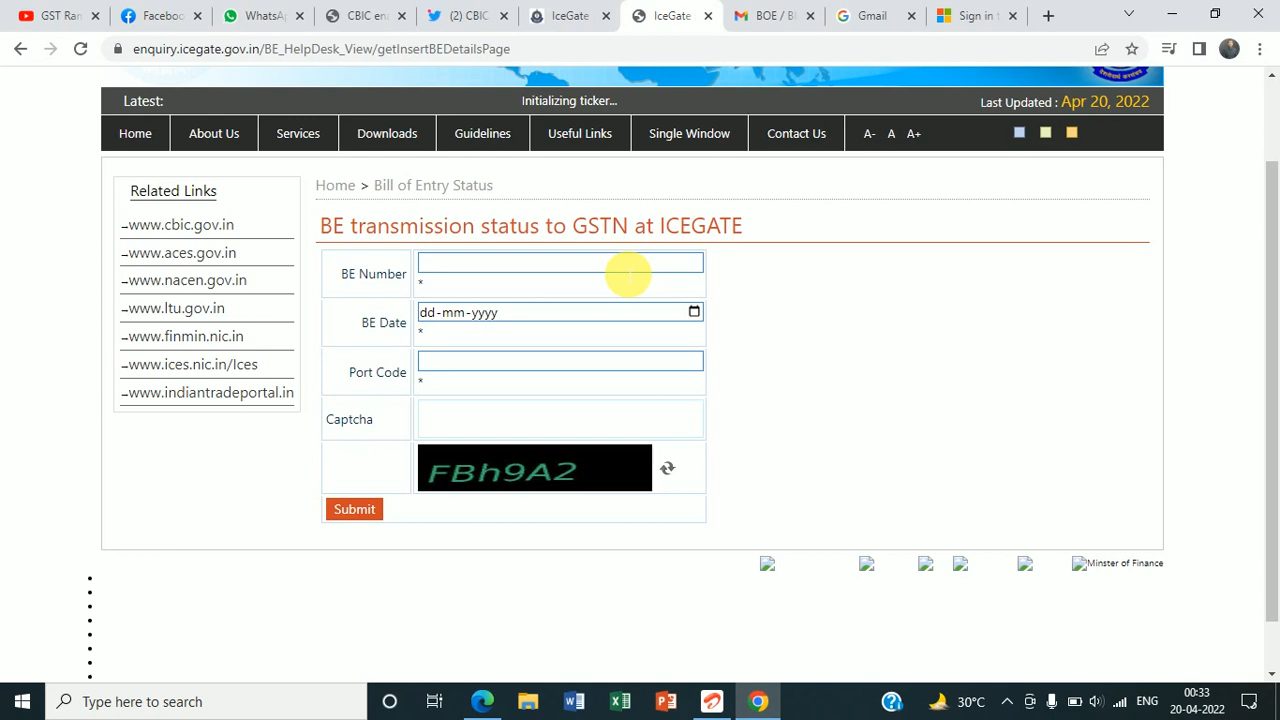 GST Ran
Faceboo
WhatsAp
CBIC en
(2) CBIC
IceGate
IceGate
BOE / B
Gmail
Sign in t
enquiry.icegate.gov.in/BE_HelpDesk_View/getInsertBEDetailsPage
Latest:
Initializing ticker...
Last Updated : Apr 20, 2022
Home
About Us
Services
Downloads
Guidelines
Useful Links
Single Window
Contact Us
A-
A
A+
Related Links
www.cbic.gov.in
www.aces.gov.in
www.nacen.gov.in
www.ltu.gov.in
www.finmin.nic.in
www.ices.nic.in/Ices
www.indiantradeportal.in
Home > Bill of Entry Status
BE transmission status to GSTN at ICEGATE
BE Number
*
BE Date
dd-mm-yyyy
*
Port Code
*
Captcha
FBh9A2
Submit
Minster of Finance
Type here to search
30°C
ENG
00:33
20-04-2022